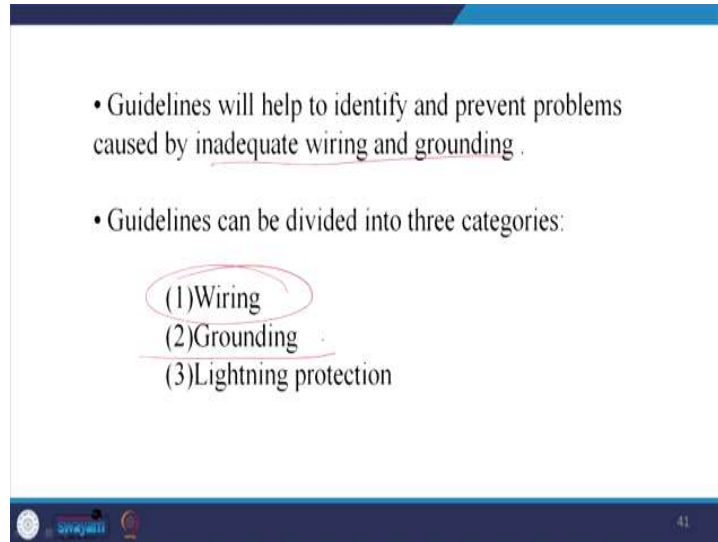 • Guidelines will help to identify and prevent problems
caused by inadequate wiring and grounding .
• Guidelines can be divided into three categories:
(1)Wiring
(2)Grounding
(3)Lightning protection
swayam
41